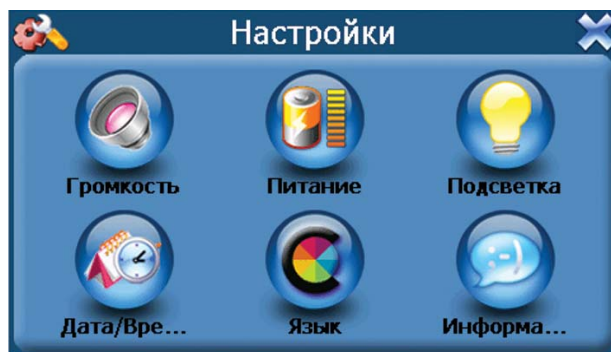 Настройки
Громкость Питание Подсветка
Дата/Вре... Язык Информа...